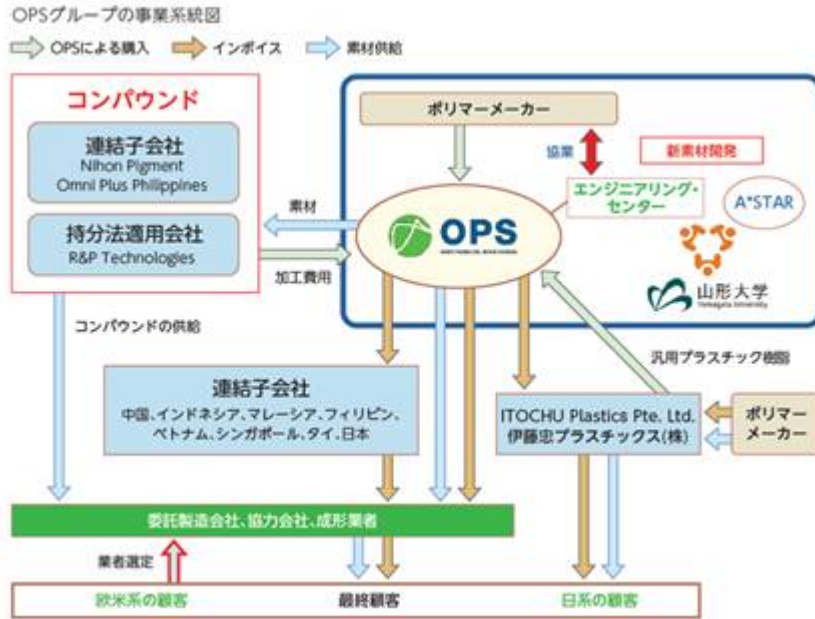 OPSグループの事業系統図
OPSによる購入
インボイス
素材供給
コンパウンド
連結子会社
Nihon Pigment
Omni Plus Philippines
持分法適用会社
R&P Technologies
ポリマーメーカー
協業
新素材開発
エンジニアリング・
センター
A*STAR
素材
OPS
加工費用
山形大学
Yamagata University
コンパウンドの供給
汎用プラスチック樹脂
連結子会社
中国、インドネシア、マレーシア、フィリピン、
ベトナム、シンガポール、タイ、日本
ITOCHU Plastics Pte. Ltd.
伊藤忠プラスチックス(株)
ポリマー
メーカー
委託製造会社、協力会社、成形業者
業者選定
欧米系の顧客
最終顧客
日系の顧客